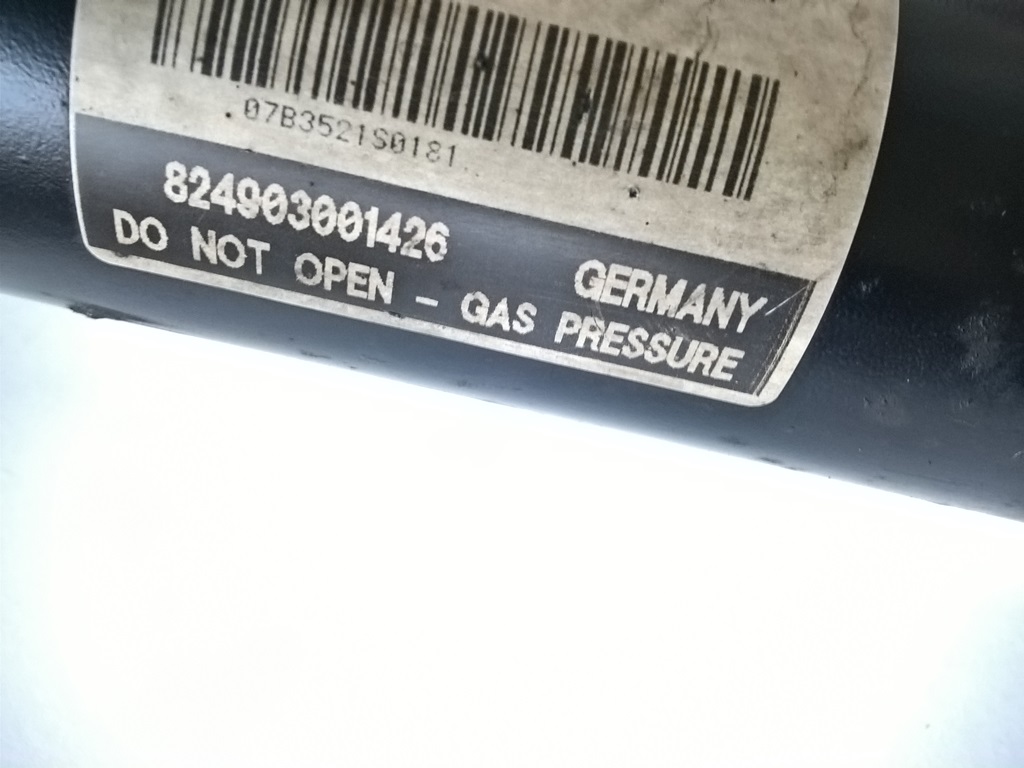 07B3521S0181
824903001426
GERMANY
DO NOT OPEN - GAS PRESSURE